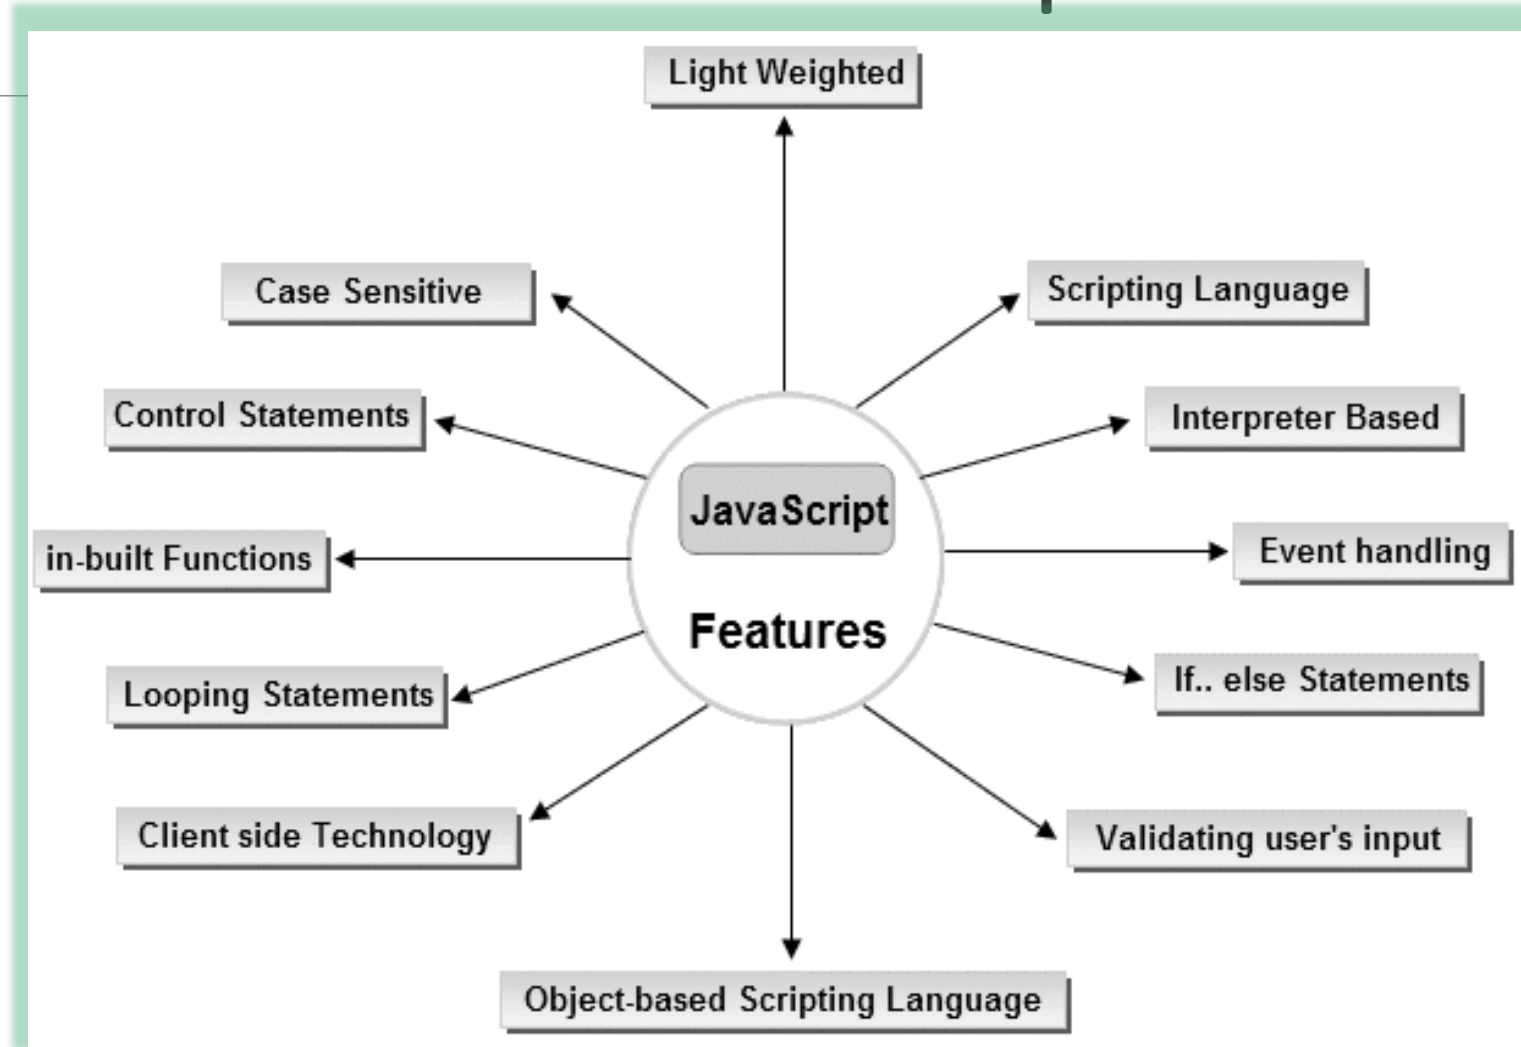 Light Weighted
Case Sensitive
Scripting Language
Control Statements
Interpreter Based
JavaScript
in-built Functions
Event handling
Features
Looping Statements
If.. else Statements
Client side Technology
Validating user's input
Object-based Scripting Language